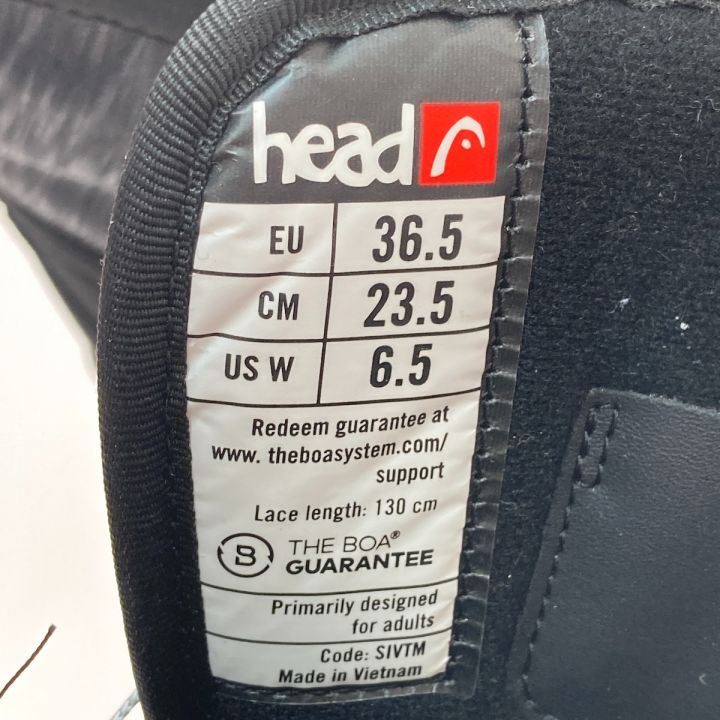 head
EU 36.5
CM 23.5
US W 6.5
Redeem guarantee at
www. theboasystem.com/
support
Lace length: 130 cm
B THE BOA®
GUARANTEE
Primarily designed
for adults
Code: SIVTM
Made in Vietnam